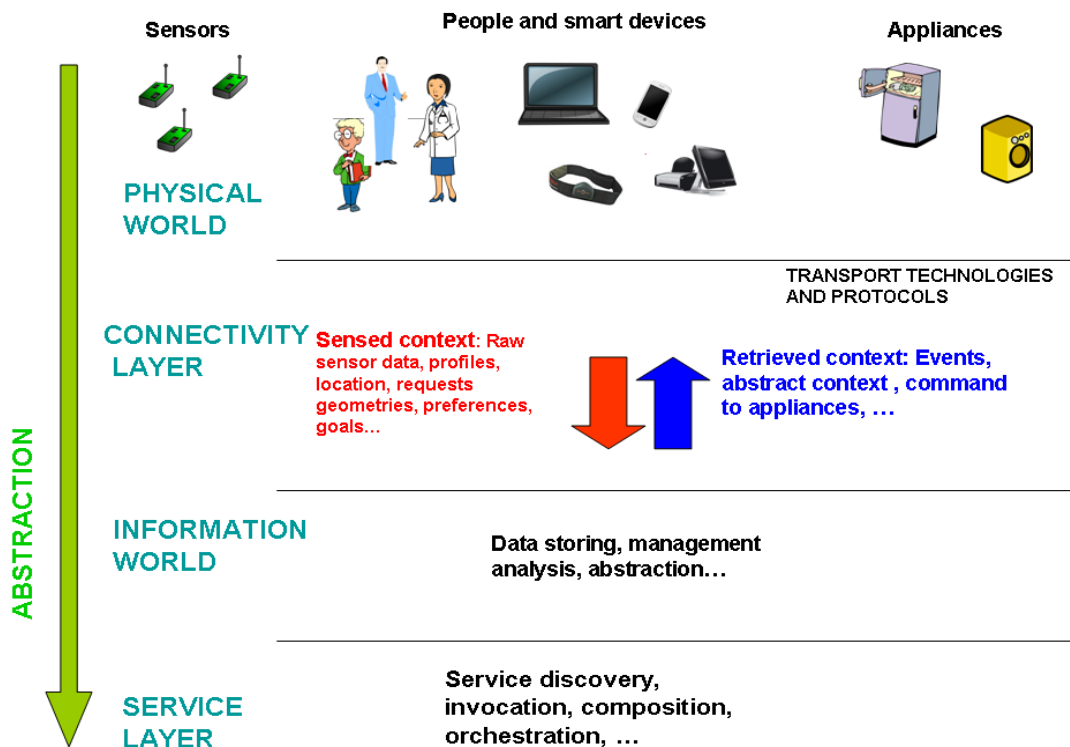 Sensors
People and smart devices
Appliances
PHYSICAL
WORLD
TRANSPORT TECHNOLOGIES
AND PROTOCOLS
CONNECTIVITY
LAYER
Sensed context: Raw
sensor data, profiles,
location, requests
geometries, preferences,
goals…
Retrieved context: Events,
abstract context , command
to appliances, …
ABSTRACTION
INFORMATION
WORLD
Data storing, management
analysis, abstraction…
SERVICE
LAYER
Service discovery,
invocation, composition,
orchestration, …